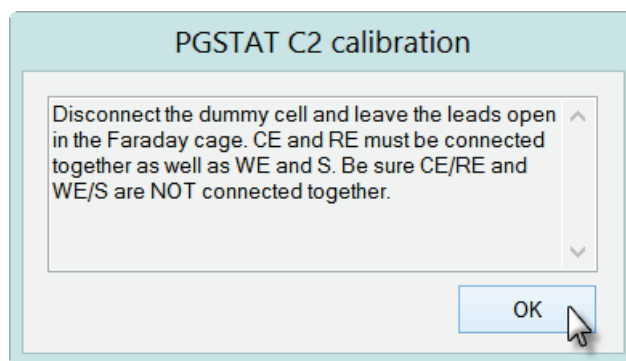 PGSTAT C2 calibration
Disconnect the dummy cell and leave the leads open
in the Faraday cage. CE and RE must be connected
together as well as WE and S. Be sure CE/RE and
WE/S are NOT connected together.
OK